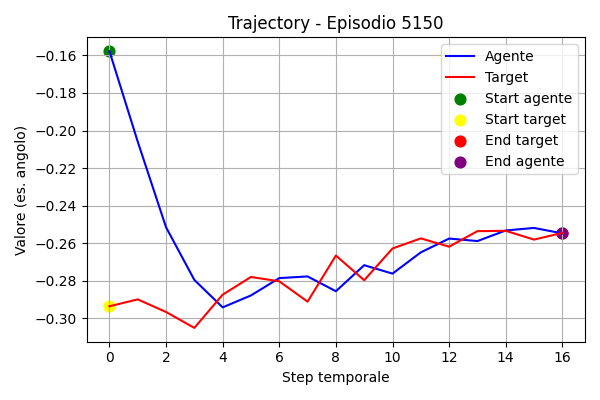 Trajectory - Episodio 5150
Agente
Target
Start agente
Start target
End target
End agente
Valore (es. angolo)
−0.16
−0.18
−0.20
−0.22
−0.24
−0.26
−0.28
−0.30
0 2 4 6 8 10 12 14 16
Step temporale